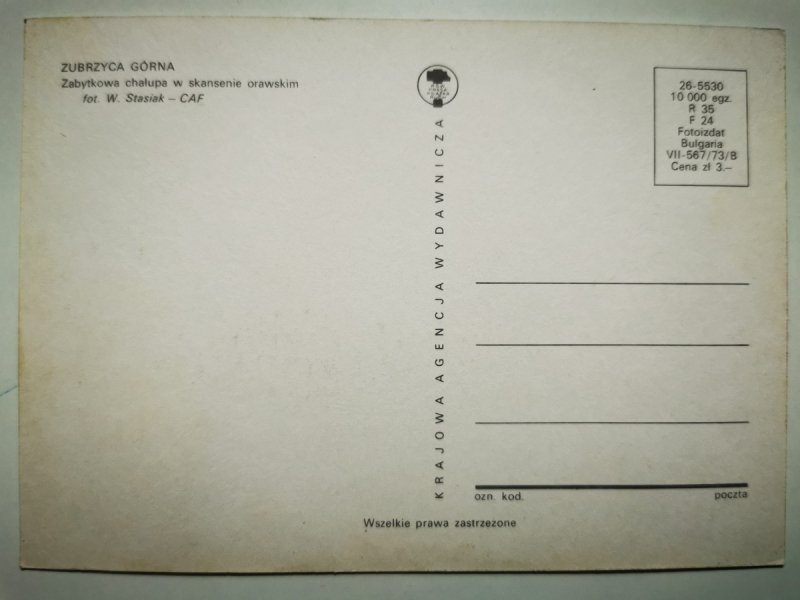 ZUBRZYCA GÓRNA
Zabytkowa chałupa w skansenie orawskim
fot. W. Stasiak – CAF
KRAJOWA AGENCJA WYDAWNICZA
26-5530
10 000 egz.
R 35
F 24
Fotoizdat
Bulgaria
VII-567/73/B
Cena zł 3.–
ozn. kod.
poczta
Wszelkie prawa zastrzeżone